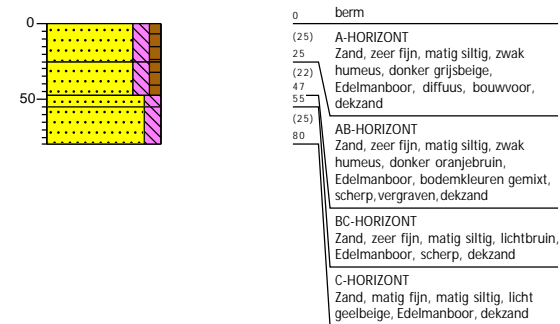 0
50
0 berm
(25)
25
(22)
47
55
(25)
80
A-HORIZONT
Zand, zeer fijn, matig siltig, zwak
humeus, donker grijsbeige,
Edelmanboor, diffuus, bouwvoor,
dekzand
AB-HORIZONT
Zand, zeer fijn, matig siltig, zwak
humeus, donker oranjebruin,
Edelmanboor, bodemkleuren gemixt,
scherp, vergraven, dekzand
BC-HORIZONT
Zand, zeer fijn, matig siltig, lichtbruin,
Edelmanboor, scherp, dekzand
C-HORIZONT
Zand, matig fijn, matig siltig, licht
geelbeige, Edelmanboor, dekzand